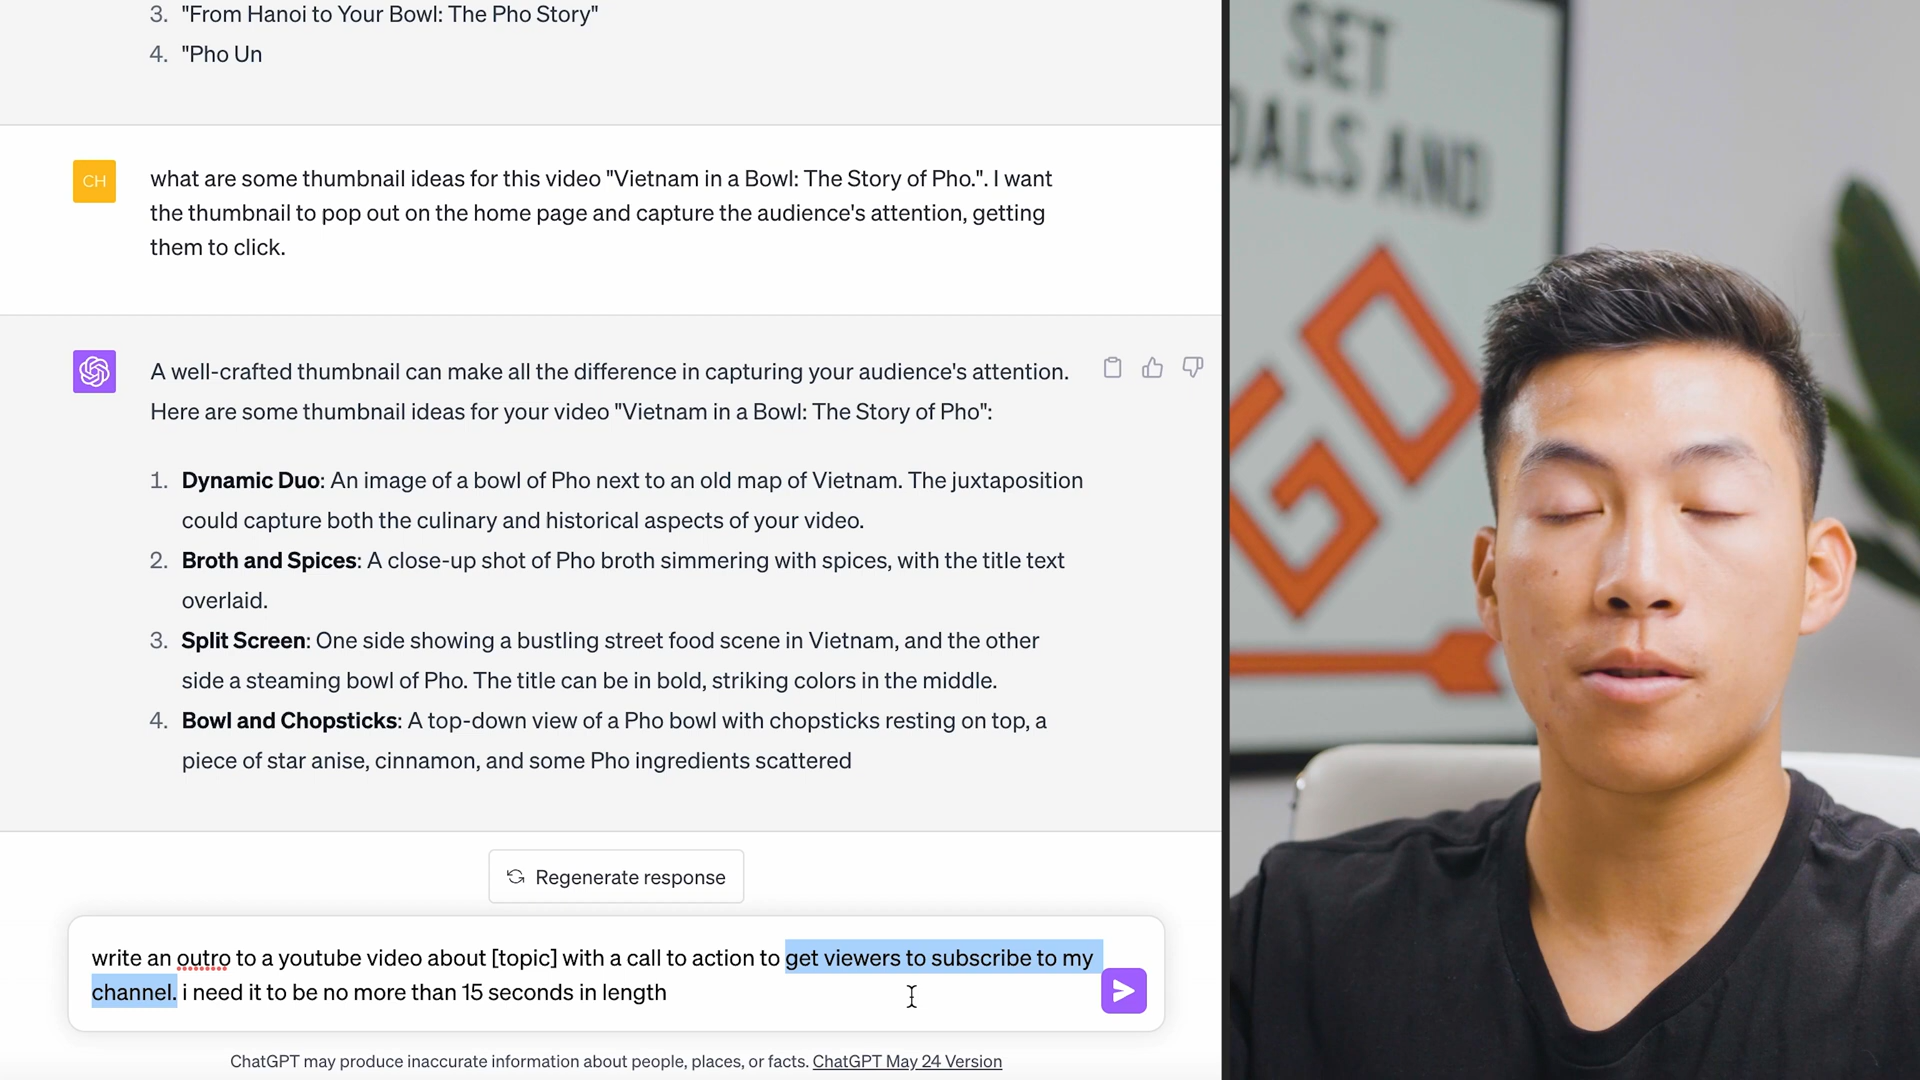 3. "From Hanoi to Your Bowl: The Pho Story"
4. "Pho Un
CH
what are some thumbnail ideas for this video "Vietnam in a Bowl: The Story of Pho.". I want
the thumbnail to pop out on the home page and capture the audience's attention, getting
them to click.
A well-crafted thumbnail can make all the difference in capturing your audience's attention.
Here are some thumbnail ideas for your video "Vietnam in a Bowl: The Story of Pho":
1. Dynamic Duo: An image of a bowl of Pho next to an old map of Vietnam. The juxtaposition
could capture both the culinary and historical aspects of your video.
2. Broth and Spices: A close-up shot of Pho broth simmering with spices, with the title text
overlaid.
3. Split Screen: One side showing a bustling street food scene in Vietnam, and the other
side a steaming bowl of Pho. The title can be in bold, striking colors in the middle.
4. Bowl and Chopsticks: A top-down view of a Pho bowl with chopsticks resting on top, a
piece of star anise, cinnamon, and some Pho ingredients scattered
Regenerate response
write an outro to a youtube video about [topic] with a call to action to get viewers to subscribe to my
channel. i need it to be no more than 15 seconds in length
ChatGPT may produce inaccurate information about people, places, or facts. ChatGPT May 24 Version
SET
OALS AND
GO